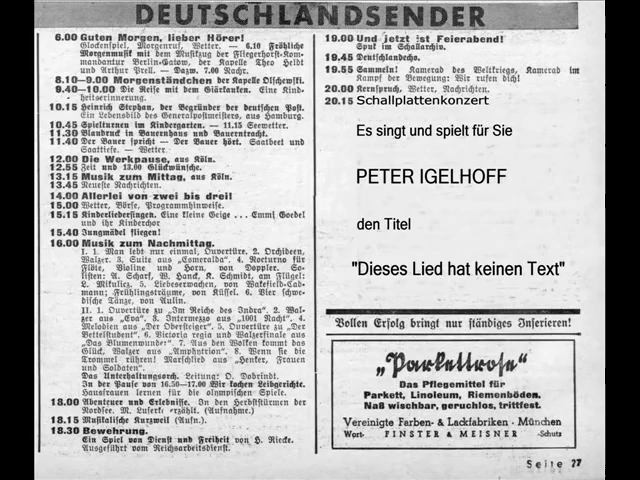 DEUTSCHLANDSENDER
6.00 Guten Morgen, lieber Hörer!
Glockenspiel, Morgenruf, Wetter. — 6.10 Fröhliche
Morgenmusik mit dem Musikzug der Fliegerhorst-Kom-
mandantur Berlin-Gatow, der Kapelle Theo Heldt
und Arthur Prell. — Dazw. 7.00 Nachr.
8.10—9.00 Morgenständchen der Kapelle Olschewski.
9.40—10.00 Die Reise mit dem Giärkanten. Eine Kin-
dheitserinnerung.
10.15 Heinrich Stephan, der Begründer der deutschen Post.
Ein Lebensbild des Generalpostmeisters, aus Hamburg.
10.45 Spielturnen im Kindergarten. — 11.15 Seewetter.
11.30 Blaudruck in Bauernhaus und Bauerntracht.
11.40 Der Bauer spricht — Der Bauer hört. Saatbeet und
Saattiefe. — Wetter.
12.00 Die Werkpause, aus Köln.
12.55 Zeit und 13.00 Glückwünsche.
13.15 Musik zum Mittag, aus Köln.
13.45 Neueste Nachrichten.
14.00 Allerlei von zwei bis drei!
15.00 Wetter, Börse, Programmhinweise.
15.15 Kinderliedersingen. Eine kleine Geige ... Emmi Goedel
und ihr Kinderchor
15.40 Jungmädel fliegen!
16.00 Musik zum Nachmittag.
I. 1. Man lebt nur einmal, Ouvertüre. 2. Orchideen,
Walzer. 3. Suite aus „Esmeralda“. 4. Notturno für
Flöte, Violine und Horn, von Doppler. So-
listen: A. Scharf, W. Hand, K. Schmidt, am Flügel:
L. Mikulicz. 5. Liebeserwachen, von Wakefield-Cad-
mann; Frühlingsträume, von Küssel. 6. Vier schwe-
dische Tänze, von Aulin.
II. 1. Ouvertüre zu „Im Reiche des Indra“. 2. Wal-
zer aus „Eva“. 3. Intermezzo aus „1001 Nacht“. 4.
Melodien aus „Der Obersteiger“. 5. Ouvertüre zu „Der
Bettelstudent“. 6. Victoria regia und Walzerfinale aus
„Das Blumenwunder“. 7. Aus den Wolken kommt das
Glück, Walzer aus „Amphytrion“. 8. Wenn sie die
Trommel rühren! Marschlied aus „Henker, Frauen
und Soldaten“.
Das Unterhaltungsorch. Leitung: O. Dobrindt.
In der Pause von 16.50—17.00 Wir kochen Leibgerichte.
Hausfrauen lernen für die olympischen Spiele.
18.00 Abenteuer und Erlebnisse. In den Herbststürmen der
Nordsee. M. Luserke erzählt. (Aufnahme.)
18.15 Musikalische Kurzweil (Aufn.).
18.30 Bewehrung.
Ein Spiel von Dienst und Freiheit von H. Riecke.
Ausgeführt vom Reichsarbeitsdienst.
19.00 Und jetzt ist Feierabend!
Spuk im Schallarchiv.
19.45 Deutschlandecho.
19.55 Sammeln! Kamerad des Weltkriegs, Kamerad im
Kampf der Bewegung: Wir rufen dich!
20.00 Kernspruch, Wetter, Nachrichten.
20.15 Schallplattenkonzert
Es singt und spielt für Sie
PETER IGELHOFF
den Titel
"Dieses Lied hat keinen Text"
Vollen Erfolg bringt nur ständiges Inserieren!
„Parkettrose“
Das Pflegemittel für
Parkett, Linoleum, Riemenböden.
Naß wischbar, geruchlos, trittfest.
Vereinigte Farben- & Lackfabriken · München
Wort- FINSTER & MEISNER -Schutz
Seite 27